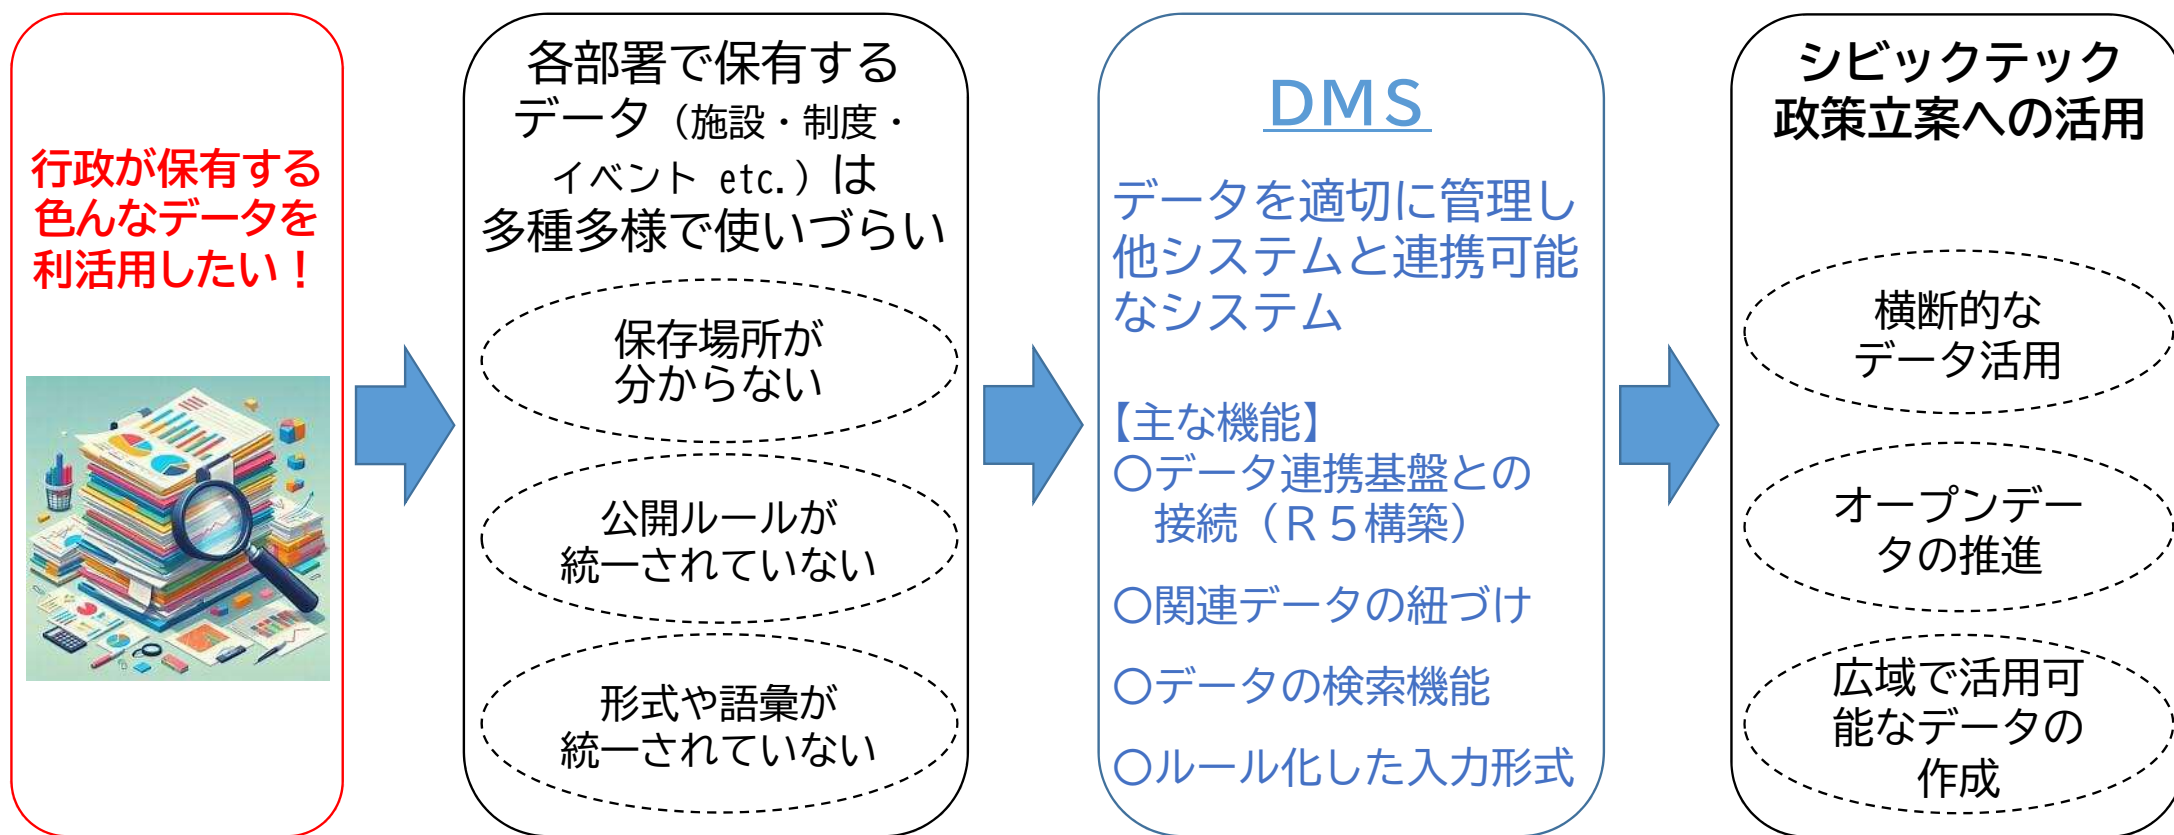 行政が保有する
色んなデータを
利活用したい！
各部署で保有する
データ（施設・制度・
イベント etc.）は
多種多様で使いづらい
保存場所が
分からない
公開ルールが
統一されていない
形式や語彙が
統一されていない
ＤＭＳ
データを適切に管理し
他システムと連携可能
なシステム
【主な機能】
〇データ連携基盤との
接続（Ｒ５構築）
〇関連データの紐づけ
〇データの検索機能
〇ルール化した入力形式
シビックテック
政策立案への活用
横断的な
データ活用
オープンデー
タの推進
広域で活用可
能なデータの
作成